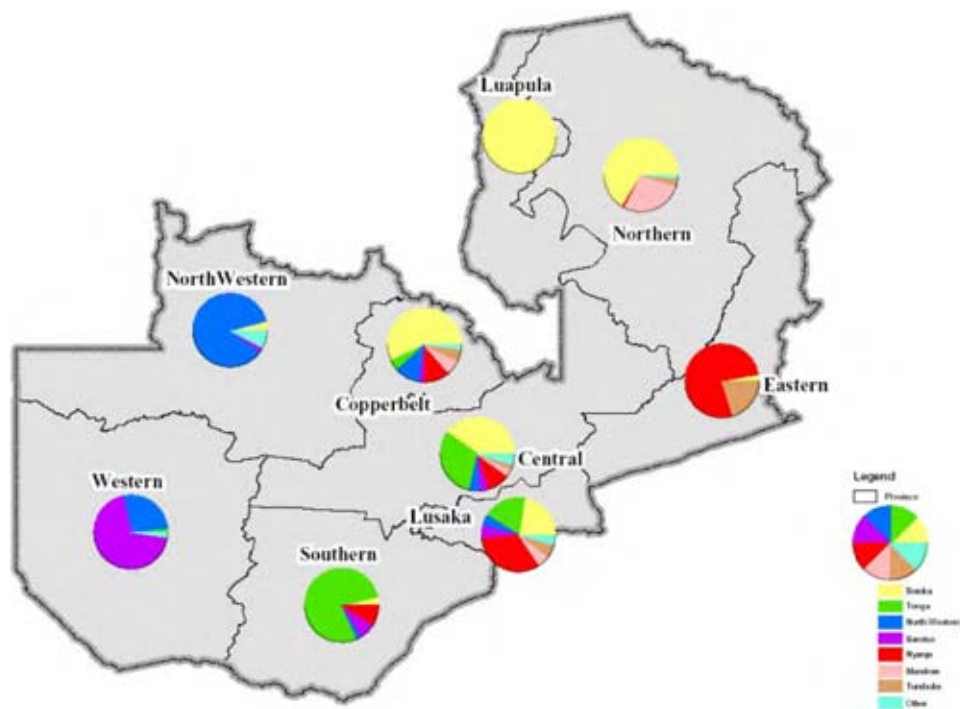 Luapula
Northern
NorthWestern
Copperbelt
Eastern
Central
Western
Lusaka
Southern
Legend
Province
Bemba
Tonga
North-Western
Barotse
Nyanja
Mambwe
Tumbuka
Other